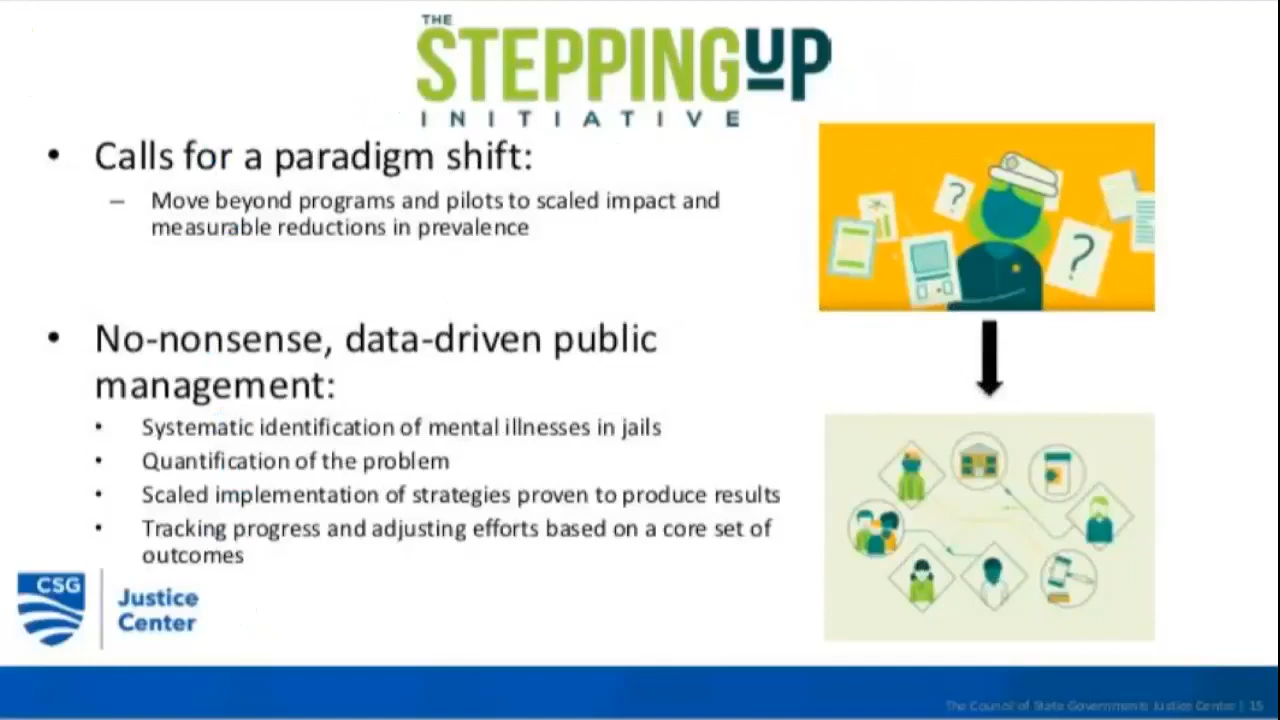 THE
STEPPING UP
INITIATIVE
• Calls for a paradigm shift:
– Move beyond programs and pilots to scaled impact and
measurable reductions in prevalence
?
?
• No-nonsense, data-driven public
management:
• Systematic identification of mental illnesses in jails
• Quantification of the problem
• Scaled implementation of strategies proven to produce results
• Tracking progress and adjusting efforts based on a core set of
outcomes
CSG
Justice
Center
The Council of State Governments Justice Center | 15